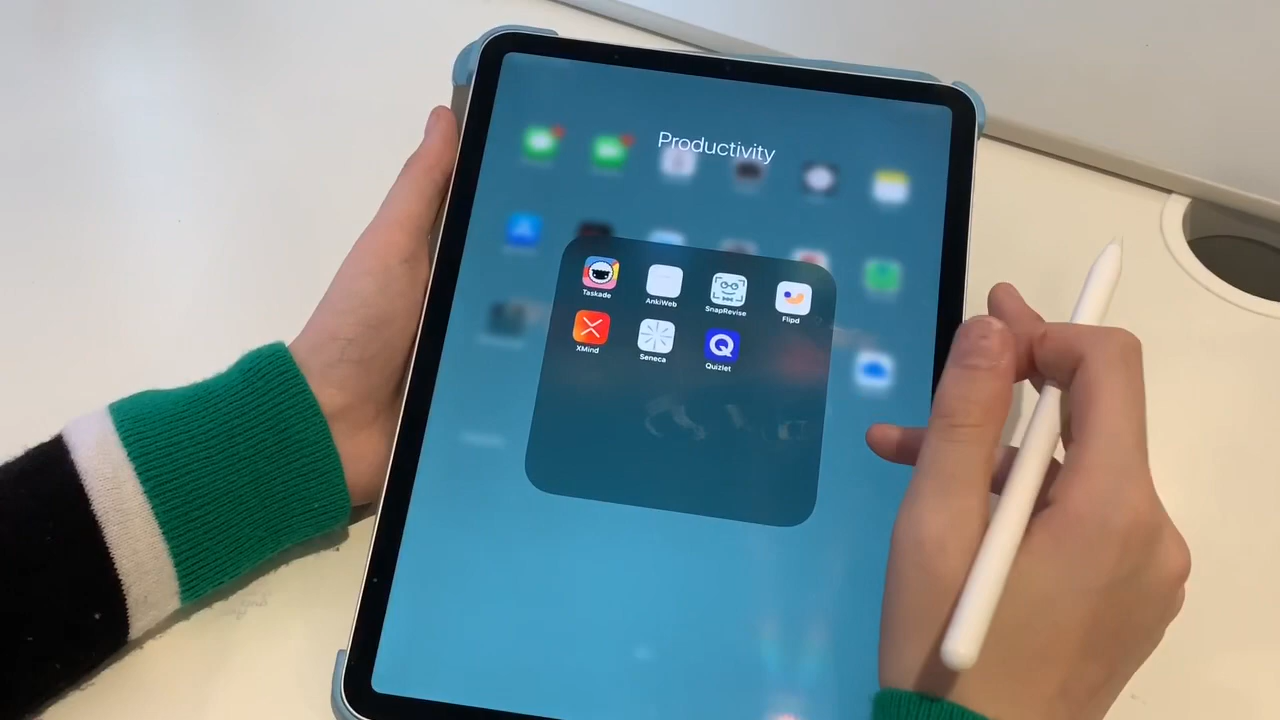 Productivity
Taskade AnkiWeb SnapRevise Flipd
XMind Seneca Quizlet